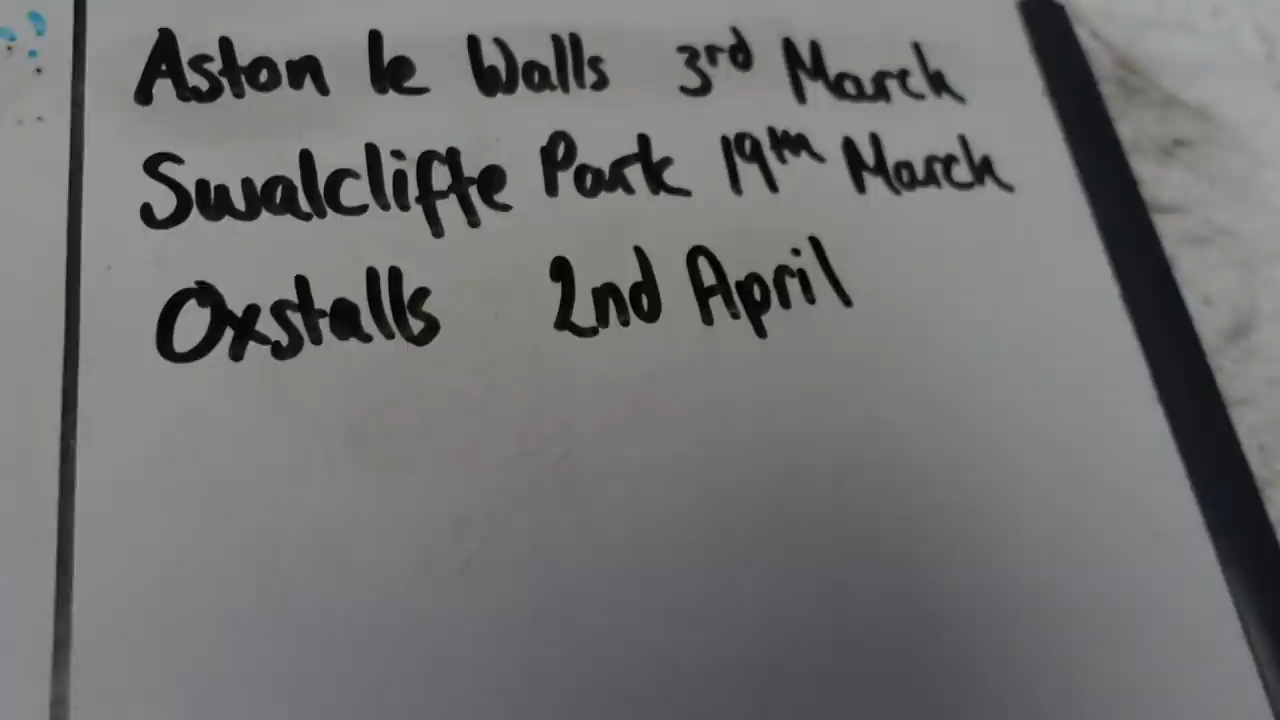 Aston le Walls 3rd March
Swalcliffe Park 19th March
Oxstalls 2nd April